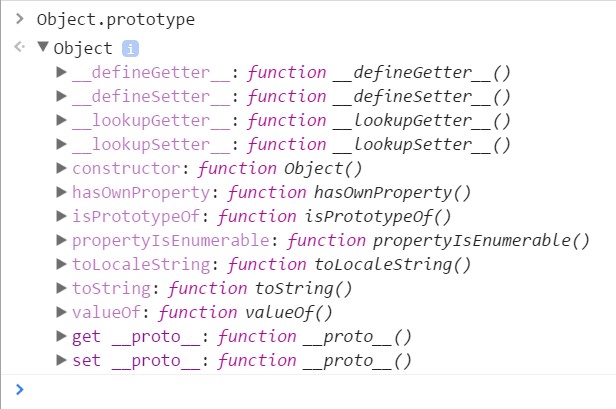 Object.prototype
Object i
__defineGetter__: function __defineGetter__()
__defineSetter__: function __defineSetter__()
__lookupGetter__: function __lookupGetter__()
__lookupSetter__: function __lookupSetter__()
constructor: function Object()
hasOwnProperty: function hasOwnProperty()
isPrototypeOf: function isPrototypeOf()
propertyIsEnumerable: function propertyIsEnumerable()
toLocaleString: function toLocaleString()
toString: function toString()
valueOf: function valueOf()
get __proto__: function __proto__()
set __proto__: function __proto__()